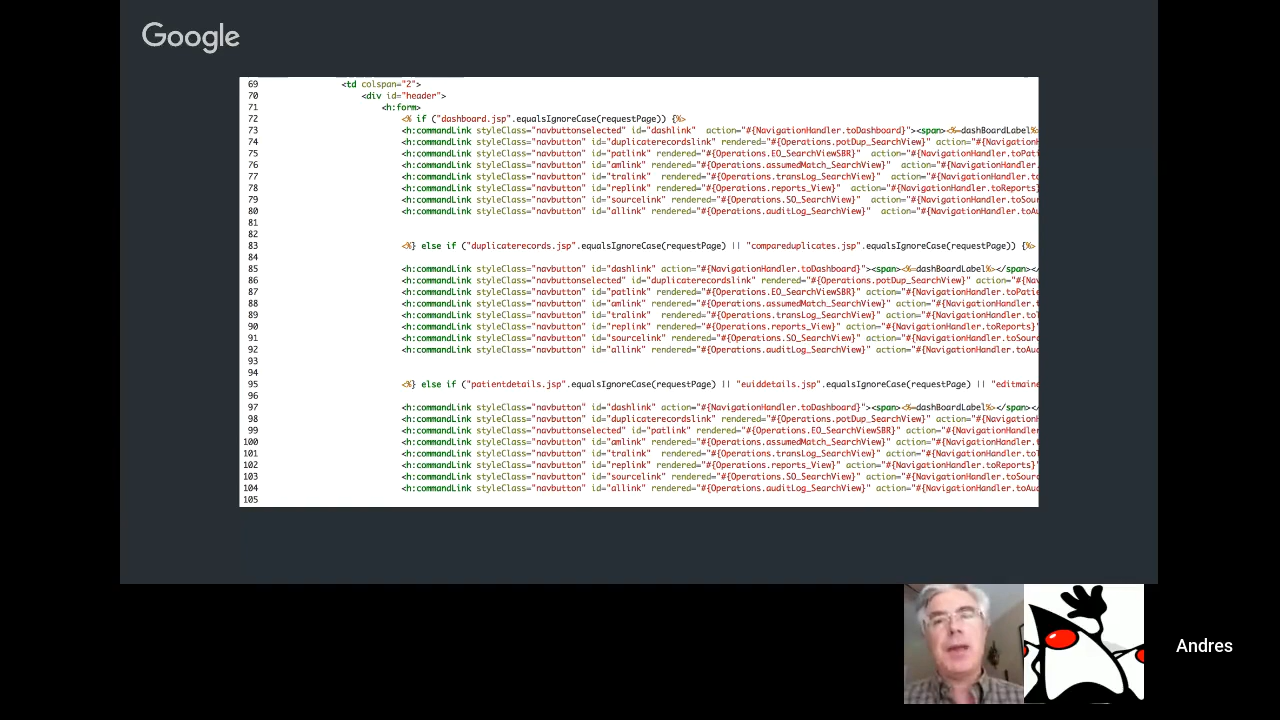 Google
69 <td colspan="2">
70 <div id="header">
71 <h:form>
72 <% if ("dashboard.jsp".equalsIgnoreCase(requestPage)) {%>
73 <h:commandLink styleClass="navbuttonselected" id="dashlink" action="#{NavigationHandler.toDashboard}"><span><%=dashBoardLabel%>
74 <h:commandLink styleClass="navbutton" id="duplicaterecordslink" rendered="#{Operations.potDup_SearchView}" action="#{NavigationH
75 <h:commandLink styleClass="navbutton" id="patlink" rendered="#{Operations.EO_SearchViewSBR}" action="#{NavigationHandler.toPati
76 <h:commandLink styleClass="navbutton" id="amlink" rendered="#{Operations.assumedMatch_SearchView}" action="#{NavigationHandler.
77 <h:commandLink styleClass="navbutton" id="tralink" rendered="#{Operations.transLog_SearchView}" action="#{NavigationHandler.to
78 <h:commandLink styleClass="navbutton" id="replink" rendered="#{Operations.reports_View}" action="#{NavigationHandler.toReports}
79 <h:commandLink styleClass="navbutton" id="sourcelink" rendered="#{Operations.SO_SearchView}" action="#{NavigationHandler.toSour
80 <h:commandLink styleClass="navbutton" id="allink" rendered="#{Operations.auditLog_SearchView}" action="#{NavigationHandler.toAu
81
82
83 <%} else if ("duplicaterecords.jsp".equalsIgnoreCase(requestPage) || "compareduplicates.jsp".equalsIgnoreCase(requestPage)) {%>
84
85 <h:commandLink styleClass="navbutton" id="dashlink" action="#{NavigationHandler.toDashboard}"><span><%=dashBoardLabel%></span></
86 <h:commandLink styleClass="navbuttonselected" id="duplicaterecordslink" rendered="#{Operations.potDup_SearchView}" action="#{Nav
87 <h:commandLink styleClass="navbutton" id="patlink" rendered="#{Operations.EO_SearchViewSBR}" action="#{NavigationHandler.toPatie
88 <h:commandLink styleClass="navbutton" id="amlink" rendered="#{Operations.assumedMatch_SearchView}" action="#{NavigationHandler.t
89 <h:commandLink styleClass="navbutton" id="tralink" rendered="#{Operations.transLog_SearchView}" action="#{NavigationHandler.toT
90 <h:commandLink styleClass="navbutton" id="replink" rendered="#{Operations.reports_View}" action="#{NavigationHandler.toReports}"
91 <h:commandLink styleClass="navbutton" id="sourcelink" rendered="#{Operations.SO_SearchView}" action="#{NavigationHandler.toSourc
92 <h:commandLink styleClass="navbutton" id="allink" rendered="#{Operations.auditLog_SearchView}" action="#{NavigationHandler.toAud
93
94
95 <%} else if ("patientdetails.jsp".equalsIgnoreCase(requestPage) || "euiddetails.jsp".equalsIgnoreCase(requestPage) || "editmaine
96
97 <h:commandLink styleClass="navbutton" id="dashlink" action="#{NavigationHandler.toDashboard}"><span><%=dashBoardLabel%></span></
98 <h:commandLink styleClass="navbutton" id="duplicaterecordslink" rendered="#{Operations.potDup_SearchView}" action="#{NavigationH
99 <h:commandLink styleClass="navbuttonselected" id="patlink" rendered="#{Operations.EO_SearchViewSBR}" action="#{NavigationHandler
100 <h:commandLink styleClass="navbutton" id="amlink" rendered="#{Operations.assumedMatch_SearchView}" action="#{NavigationHandler.t
101 <h:commandLink styleClass="navbutton" id="tralink" rendered="#{Operations.transLog_SearchView}" action="#{NavigationHandler.toT
102 <h:commandLink styleClass="navbutton" id="replink" rendered="#{Operations.reports_View}" action="#{NavigationHandler.toReports}"
103 <h:commandLink styleClass="navbutton" id="sourcelink" rendered="#{Operations.SO_SearchView}" action="#{NavigationHandler.toSourc
104 <h:commandLink styleClass="navbutton" id="allink" rendered="#{Operations.auditLog_SearchView}" action="#{NavigationHandler.toAud
105
Andres